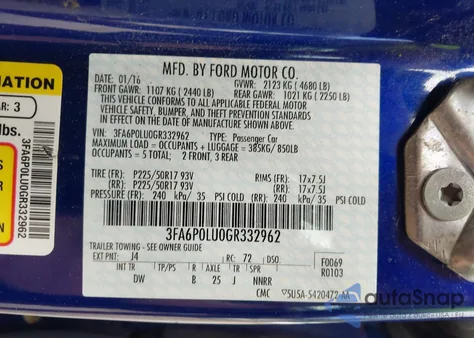 MFD. BY FORD MOTOR CO.
DATE: 01/16 GVWR: 2123 KG ( 4680 LB)
FRONT GAWR: 1107 KG ( 2440 LB) REAR GAWR: 1021 KG ( 2250 LB)
THIS VEHICLE CONFORMS TO ALL APPLICABLE FEDERAL MOTOR
VEHICLE SAFETY, BUMPER, AND THEFT PREVENTION STANDARDS
IN EFFECT ON THE DATE OF MANUFACTURE SHOWN ABOVE.
VIN: 3FA6P0LU0GR332962 TYPE: Passenger Car
MAXIMUM LOAD = OCCUPANTS + LUGGAGE = 385KG/850LB
OCCUPANTS = 5 TOTAL; 2 FRONT, 3 REAR
TIRE (FR): P225/50R17 93V RIMS (FR): 17x7.5J
TIRE (RR): P225/50R17 93V (RR): 17x7.5J
PRESSURE (FR): 240 kPa/ 35 PSI COLD (RR): 240 kPa/ 35 PSI COLD
3FA6P0LU0GR332962
TRAILER TOWING - SEE OWNER GUIDE
EXT PNT: J4 RC: 72 DSO: F0069
INT TR TP/PS R AXLE TR SPR R0103
DW B 25 J NNRR
CMC ▽5U5A-5420472-AA
MATION
AR: 3
lbs.
3FA6P0LU0GR332962
autoSnap